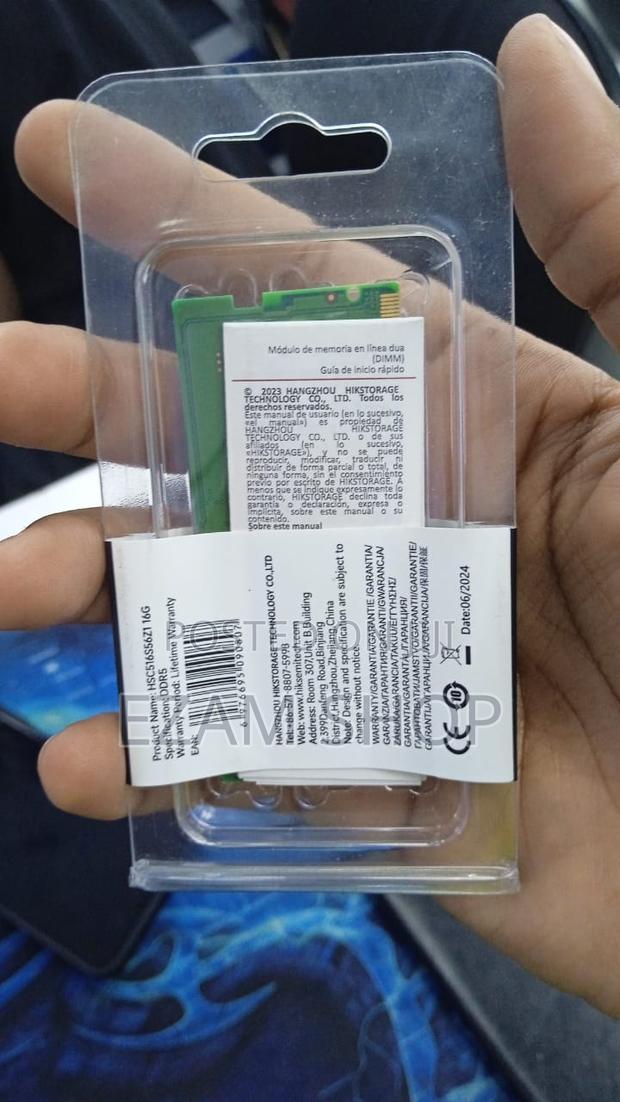 Módulo de memoria en línea dua
(DIMM)
Guía de inicio rápido
© 2023 HANGZHOU HIKSTORAGE
TECHNOLOGY CO., LTD. Todos los
derechos reservados.
Este manual de usuario (en lo sucesivo,
«el manual») es propiedad de
HANGZHOU HIKSTORAGE
TECHNOLOGY CO., LTD. o de sus
afiliados (en lo sucesivo,
«HIKSTORAGE»), y no se puede
reproducir, modificar, traducir ni
distribuir de forma parcial o total, de
ninguna forma, sin el consentimiento
previo por escrito de HIKSTORAGE. A
menos que se indique expresamente lo
contrario, HIKSTORAGE declina toda
garantía o declaración, expresa o
implícita, sobre este manual o su
contenido.
Sobre este manual
Product Name: HSC516S56Z1 16G
Specification: DDR5
Warranty Period: Lifetime Warranty
EAN:
HANGZHOU HIKSTORAGE TECHNOLOGY CO.,LTD
Tel:+86-571-8807-5998
Web:www.hiksemitech.com
Address: Room 307,Unit B,Building
2,399 Danfeng Road,Binjiang
District,Hangzhou,Zhejiang,China
Note: Design and specification are subject to
change without notice.
CE
10
Date:06/2024
POSTED ON JIJI